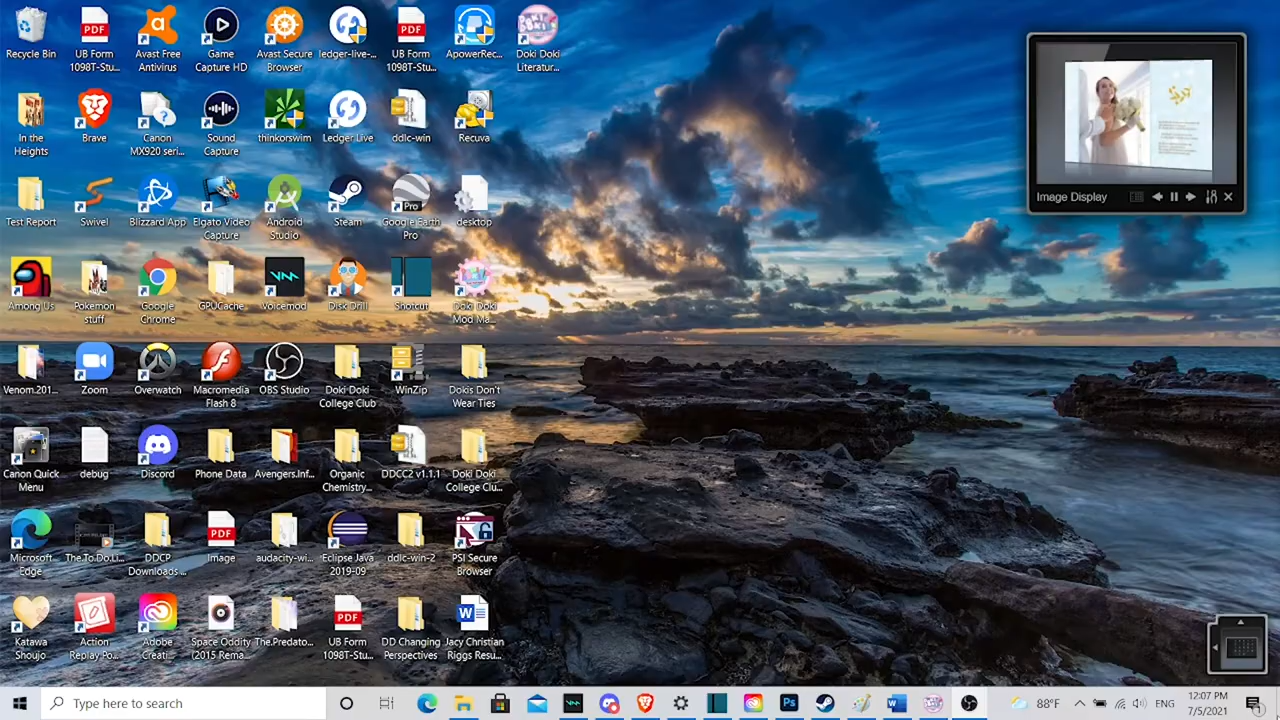 Recycle Bin
UB Form
1098T-Stu...
Avast Free
Antivirus
Game
Capture HD
Avast Secure
Browser
ledger-live-...
UB Form
1098T-Stu...
ApowerRec...
Doki Doki
Literatur...
In the
Heights
Brave
Canon
MX920 seri...
Sound
Capture
thinkorswim
Ledger Live
ddlc-win
Recuva
Test Report
Swivel
Blizzard App
Elgato Video
Capture
Android
Studio
Steam
Google Earth
Pro
desktop
Among Us
Pokemon
stuff
Google
Chrome
GPUCache
Voicemod
Disk Drill
Shotcut
Doki Doki
Mod Ma...
Venom.201...
Zoom
Overwatch
Macromedia
Flash 8
OBS Studio
Doki Doki
College Club
WinZip
Dokis Don't
Wear Ties
Canon Quick
Menu
debug
Discord
Phone Data
Avengers.Inf...
Organic
Chemistry...
DDCC2 v1.1.1
Doki Doki
College Clu...
Microsoft
Edge
The.To.Do.Li...
DDCP
Downloads...
Image
audacity-wi...
Eclipse Java
2019-09
ddlc-win-2
PSI Secure
Browser
Katawa
Shoujo
Action
Replay Po...
Adobe
Creati...
Space Oddity
(2015 Rema...
The.Predato...
UB Form
1098T-Stu...
DD Changing
Perspectives
Jacy Christian
Riggs Resu...
Image Display
Type here to search
88°F
ENG
12:07 PM
7/5/2021